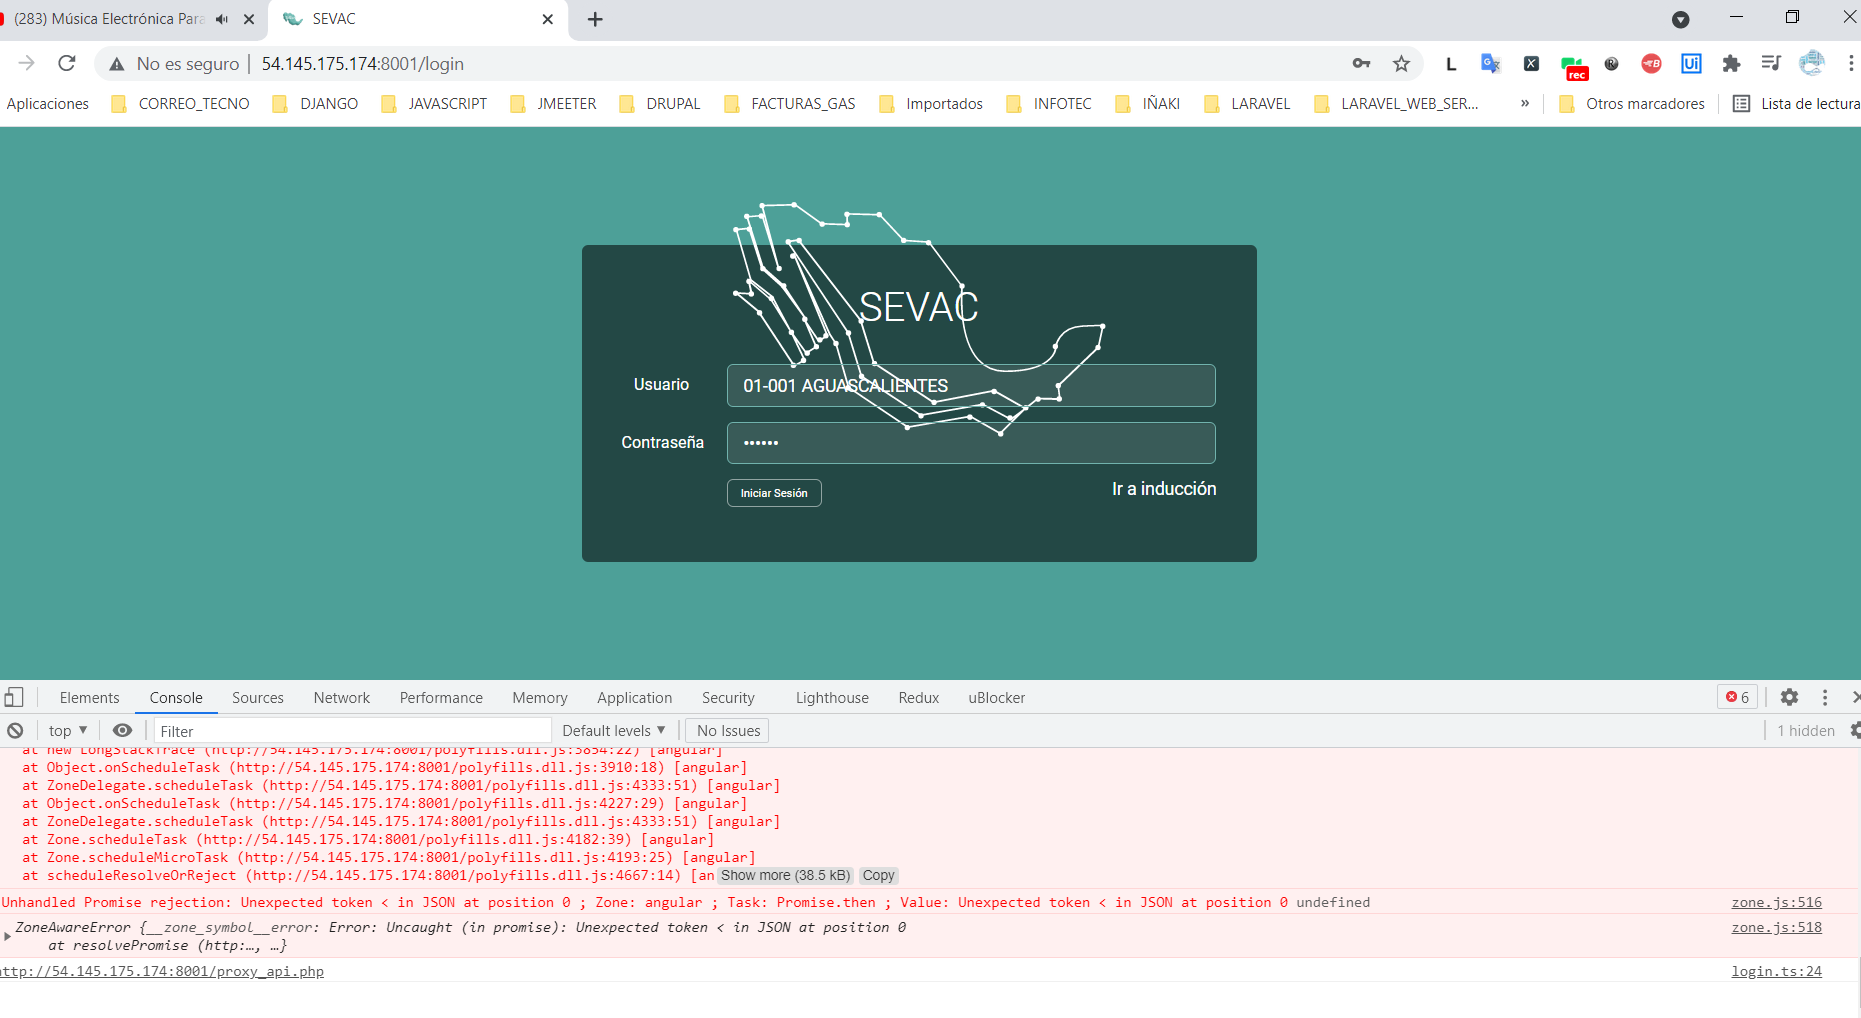 (283) Música Electrónica Para
SEVAC
No es seguro | 54.145.175.174:8001/login
L
rec
Ui
Aplicaciones CORREO_TECNO DJANGO JAVASCRIPT JMEETER DRUPAL FACTURAS_GAS Importados INFOTEC IÑAKI LARAVEL LARAVEL_WEB_SER... » Otros marcadores Lista de lectura
SEVAC
Usuario 01-001 AGUASCALIENTES
Contraseña ••••••
Iniciar Sesión Ir a inducción
Elements Console Sources Network Performance Memory Application Security Lighthouse Redux uBlocker 6
top Filter Default levels No Issues 1 hidden
at new LongStackTrace (http://54.145.175.174:8001/polyfills.dll.js:3854:22) [angular]
at Object.onScheduleTask (http://54.145.175.174:8001/polyfills.dll.js:3910:18) [angular]
at ZoneDelegate.scheduleTask (http://54.145.175.174:8001/polyfills.dll.js:4333:51) [angular]
at Object.onScheduleTask (http://54.145.175.174:8001/polyfills.dll.js:4227:29) [angular]
at ZoneDelegate.scheduleTask (http://54.145.175.174:8001/polyfills.dll.js:4333:51) [angular]
at Zone.scheduleTask (http://54.145.175.174:8001/polyfills.dll.js:4182:39) [angular]
at Zone.scheduleMicroTask (http://54.145.175.174:8001/polyfills.dll.js:4193:25) [angular]
at scheduleResolveOrReject (http://54.145.175.174:8001/polyfills.dll.js:4667:14) [an Show more (38.5 kB) Copy
Unhandled Promise rejection: Unexpected token < in JSON at position 0 ; Zone: angular ; Task: Promise.then ; Value: Unexpected token < in JSON at position 0 undefined zone.js:516
ZoneAwareError {__zone_symbol__error: Error: Uncaught (in promise): Unexpected token < in JSON at position 0 zone.js:518
at resolvePromise (http:…, …}
http://54.145.175.174:8001/proxy_api.php login.ts:24